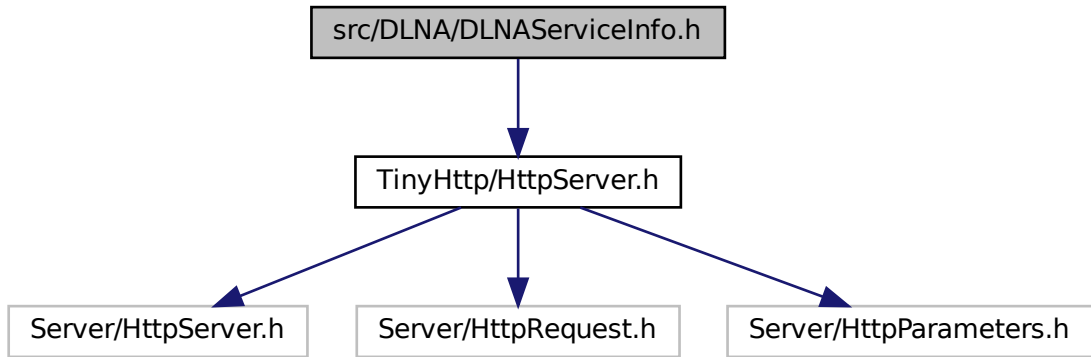 src/DLNA/DLNAServiceInfo.h
TinyHttp/HttpServer.h
Server/HttpServer.h
Server/HttpRequest.h
Server/HttpParameters.h